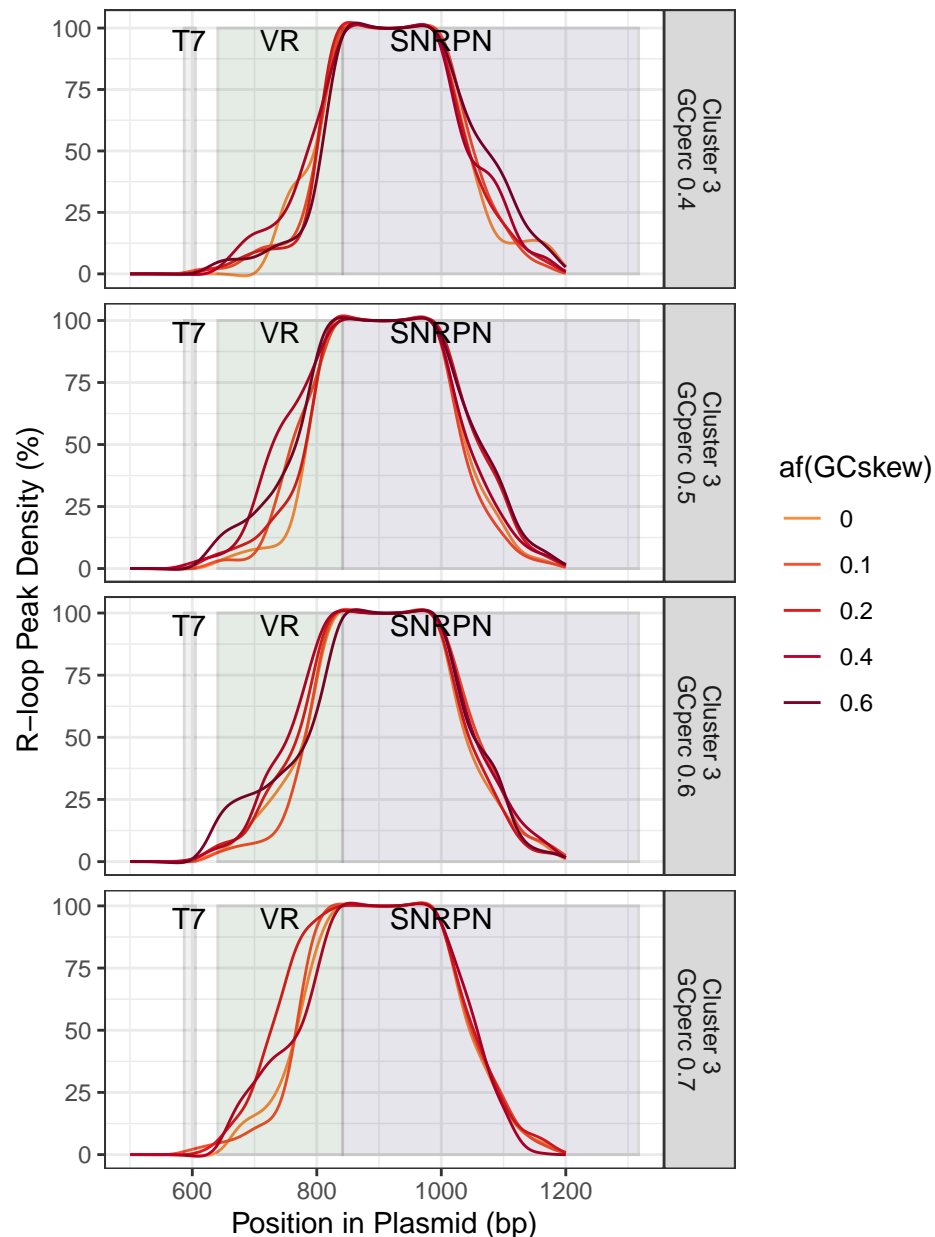 R−loop Peak Density (%)
100
75
50
25
0
T7
VR
SNRPN
Cluster 3
GCperc 0.4
100
75
50
25
0
T7
VR
SNRPN
Cluster 3
GCperc 0.5
100
75
50
25
0
T7
VR
SNRPN
Cluster 3
GCperc 0.6
100
75
50
25
0
T7
VR
SNRPN
Cluster 3
GCperc 0.7
600
800
1000
1200
Position in Plasmid (bp)
af(GCskew)
0
0.1
0.2
0.4
0.6